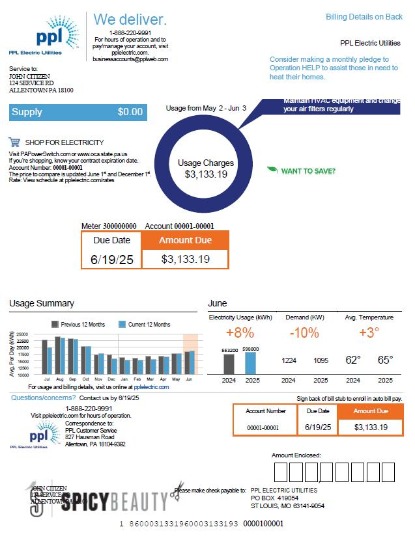 ppl
PPL Electric Utilities
We deliver.
1-888-220-9991
For hours of operation and to
pay/manage your account, visit
pplelectric.com.
businessaccounts@pplweb.com
Billing Details on Back
PPL Electric Utilities
Consider making a monthly pledge to
Operation HELP to assist those in need to
heat their homes.
Service to:
JOHN CITIZEN
124 SERVICE RD
ALLENTOWN PA 18100
Supply $0.00
Usage from May 2 - Jun 3
Maintain HVAC equipment and change
your air filters regularly
SHOP FOR ELECTRICITY
Visit PAPowerSwitch.com or www.oca.state.pa.us
If you're shopping, know your contract expiration date.
Account Number: 00001-00001
The price to compare is updated June 1st and December 1st
Rate: View schedule at pplelectric.com/rates
Usage Charges
$3,133.19
WANT TO SAVE?
Meter 300000000 Account 00001-00001
Due Date Amount Due
6/19/25 $3,133.19
Usage Summary
Previous 12 Months Current 12 Months
Avg. Per Day kWhs
25000
22500
20000
17500
15000
12500
10000
Jul Aug Sep Oct Nov Dec Jan Feb Mar Apr May Jun
For usage and billing details, visit us online at pplelectric.com
June
Electricity Usage (kWh) Demand (KW) Avg. Temperature
+8% -10% +3°
1224 1095 62° 65°
2024 2025 2024 2025 2024 2025
Questions/concerns? Contact us by 6/19/25
1-888-220-9991
Visit pplelectric.com for hours of operation.
ppl
PPL Electric Utilities
Correspondence to:
PPL Customer Service
827 Hausman Road
Allentown, PA 18104-9392
Sign back of bill stub to enroll in auto bill pay.
Account Number Due Date Amount Due
00001-00001 6/19/25 $3,133.19
Amount Enclosed:
JOHN CITIZEN
ALLENTOWN PA
SPICYBEAUTY
Please make check payable to:
PPL ELECTRIC UTILITIES
PO BOX 419054
ST LOUIS, MO 63141-9054
1 8600031331960003133193 0000100001